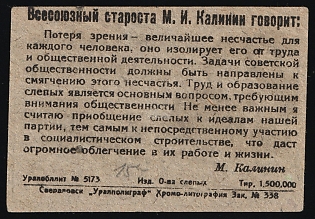 Всесоюзный староста М. И. Калинин говорит:
Потеря зрения— величайшее несчастье для
каждого человека, оно изолирует его от труда
и общественной деятельности. Задачи советской
общественности должны быть направлены к
смягчению этого несчастья. Труд и образование
слепых является основным вопросом, требующим
внимания общественности. Не менее важным я
считаю приобщение слепых к идеалам нашей
партии, тем самым к непосредственному участию
в социалистическом строительстве, что даст
огромное облегчение в их работе и жизни.
М. Калинин
Уралобллит № 5173 Изд. О-ва слепых Тир. 1,500,000
Свердловск „Уралполиграф" Хромо-литография Зак. № 338